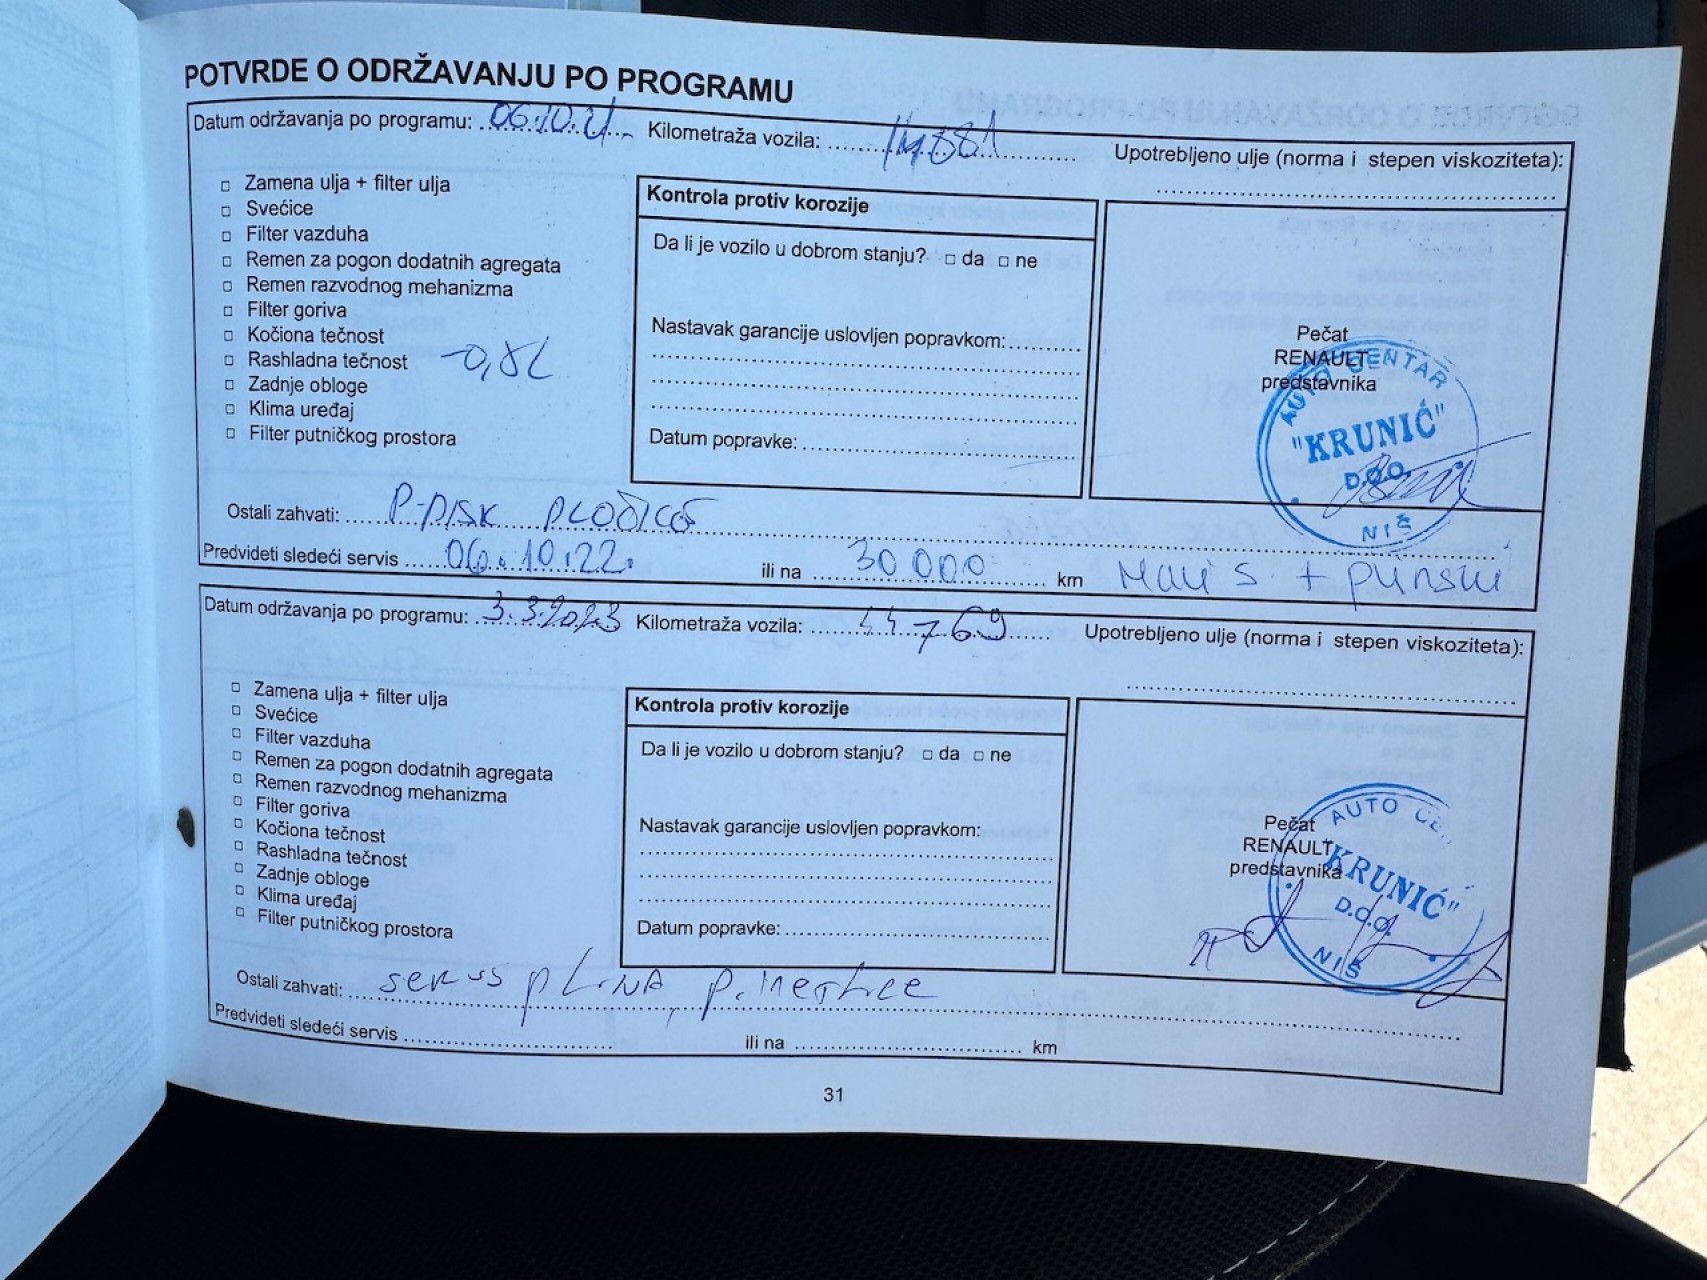 POTVRDE O ODRŽAVANJU PO PROGRAMU
Datum održavanja po programu: 06.10.21. Kilometraža vozila: 14881 Upotrebljeno ulje (norma i stepen viskoziteta):
Zamena ulja + filter ulja
Svećice
Filter vazduha
Remen za pogon dodatnih agregata
Remen razvodnog mehanizma
Filter goriva
Kočiona tečnost
Rashladna tečnost -0,8L
Zadnje obloge
Klima uređaj
Filter putničkog prostora
Kontrola protiv korozije
Da li je vozilo u dobrom stanju? da ne
Nastavak garancije uslovljen popravkom:
Datum popravke:
Pečat
RENAULT
predstavnika
AUTO CENTAR
"KRUNIĆ"
D.O.O.
NIŠ
Ostali zahvati: P-DISK PLOČICE
Predvideti sledeći servis 06.10.22. ili na 30 000 km Mali s +
Datum održavanja po programu: 3.3.2023 Kilometraža vozila: 44769 Upotrebljeno ulje (norma i stepen viskoziteta):
Zamena ulja + filter ulja
Svećice
Filter vazduha
Remen za pogon dodatnih agregata
Remen razvodnog mehanizma
Filter goriva
Kočiona tečnost
Rashladna tečnost
Zadnje obloge
Klima uređaj
Filter putničkog prostora
Kontrola protiv korozije
Da li je vozilo u dobrom stanju? da ne
Nastavak garancije uslovljen popravkom:
Datum popravke:
Pečat
RENAULT
predstavnika
AUTO CE
"KRUNIĆ"
D.O.O.
NIŠ
Ostali zahvati: servis PLINA,
Predvideti sledeći servis ili na km
31